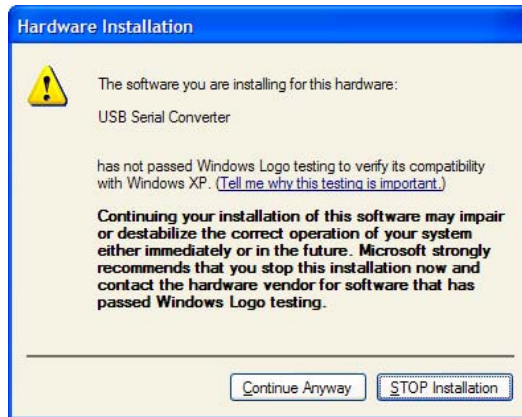 Hardware Installation
The software you are installing for this hardware:
USB Serial Converter
has not passed Windows Logo testing to verify its compatibility
with Windows XP. (Tell me why this testing is important.)
Continuing your installation of this software may impair
or destabilize the correct operation of your system
either immediately or in the future. Microsoft strongly
recommends that you stop this installation now and
contact the hardware vendor for software that has
passed Windows Logo testing.
Continue Anyway
STOP Installation